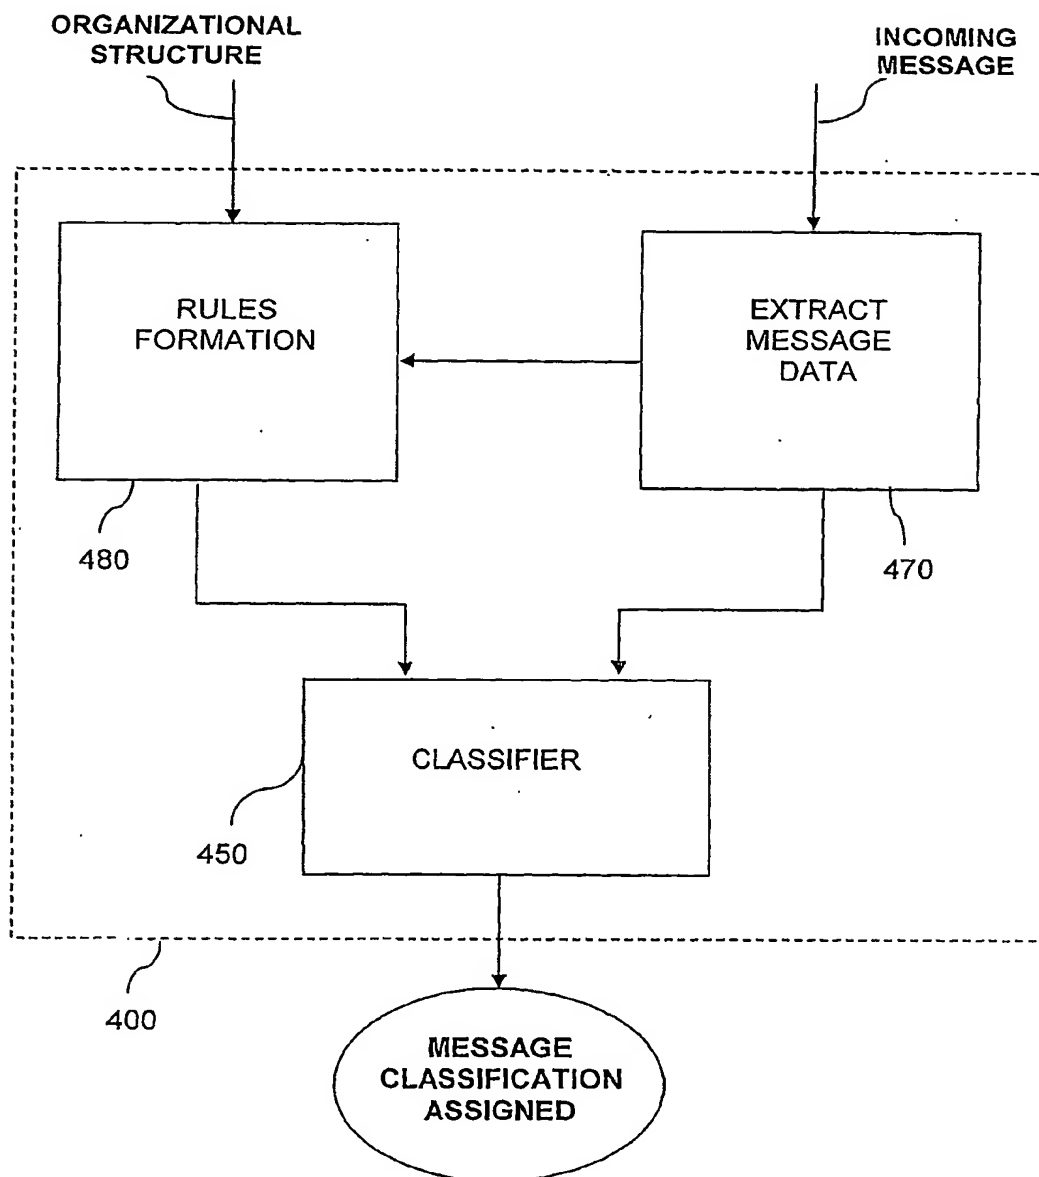 ORGANIZATIONAL
STRUCTURE
INCOMING
MESSAGE
RULES
FORMATION
EXTRACT
MESSAGE
DATA
480
470
CLASSIFIER
450
400
MESSAGE
CLASSIFICATION
ASSIGNED